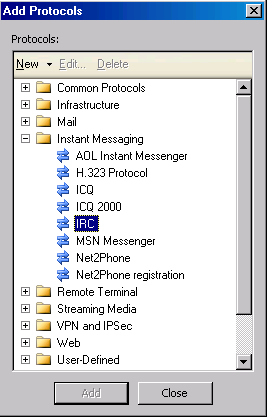 Add Protocols
Protocols:
New Edit... Delete
Common Protocols
Infrastructure
Mail
Instant Messaging
AOL Instant Messenger
H.323 Protocol
ICQ
ICQ 2000
IRC
MSN Messenger
Net2Phone
Net2Phone registration
Remote Terminal
Streaming Media
VPN and IPSec
Web
User-Defined
Add Close